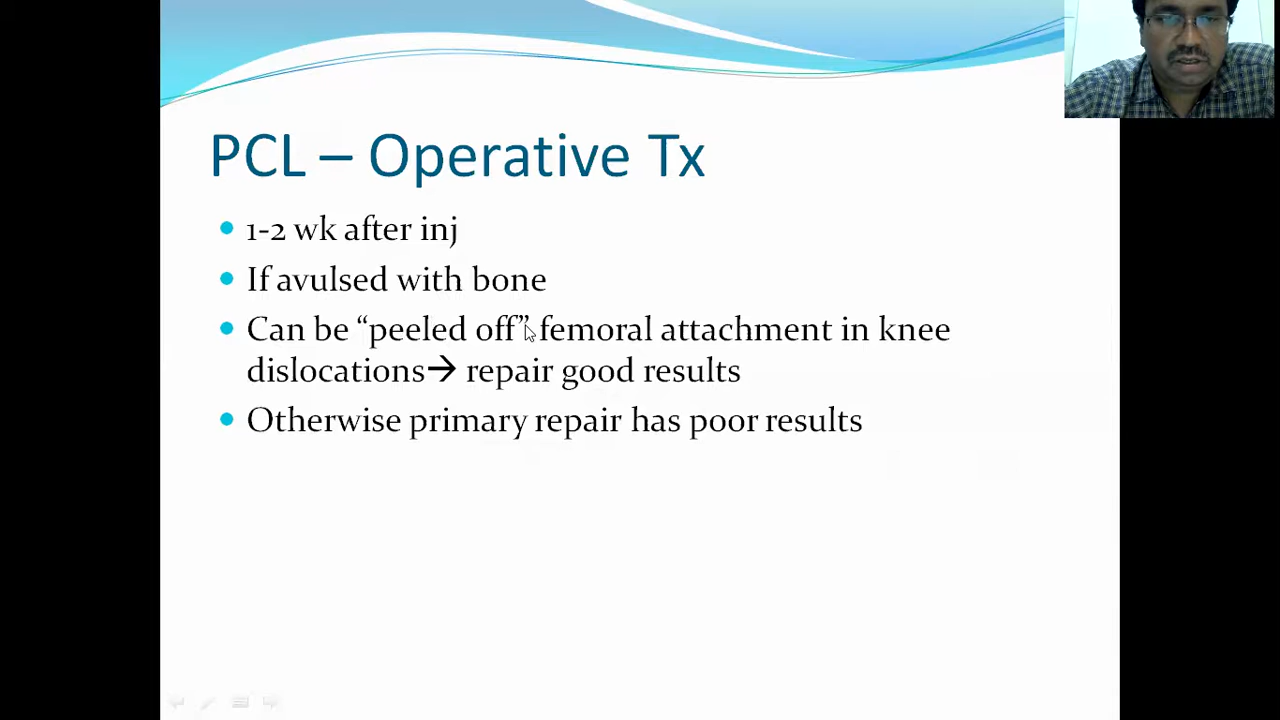 PCL – Operative Tx
1-2 wk after inj
If avulsed with bone
Can be “peeled off” femoral attachment in knee
dislocations→ repair good results
Otherwise primary repair has poor results